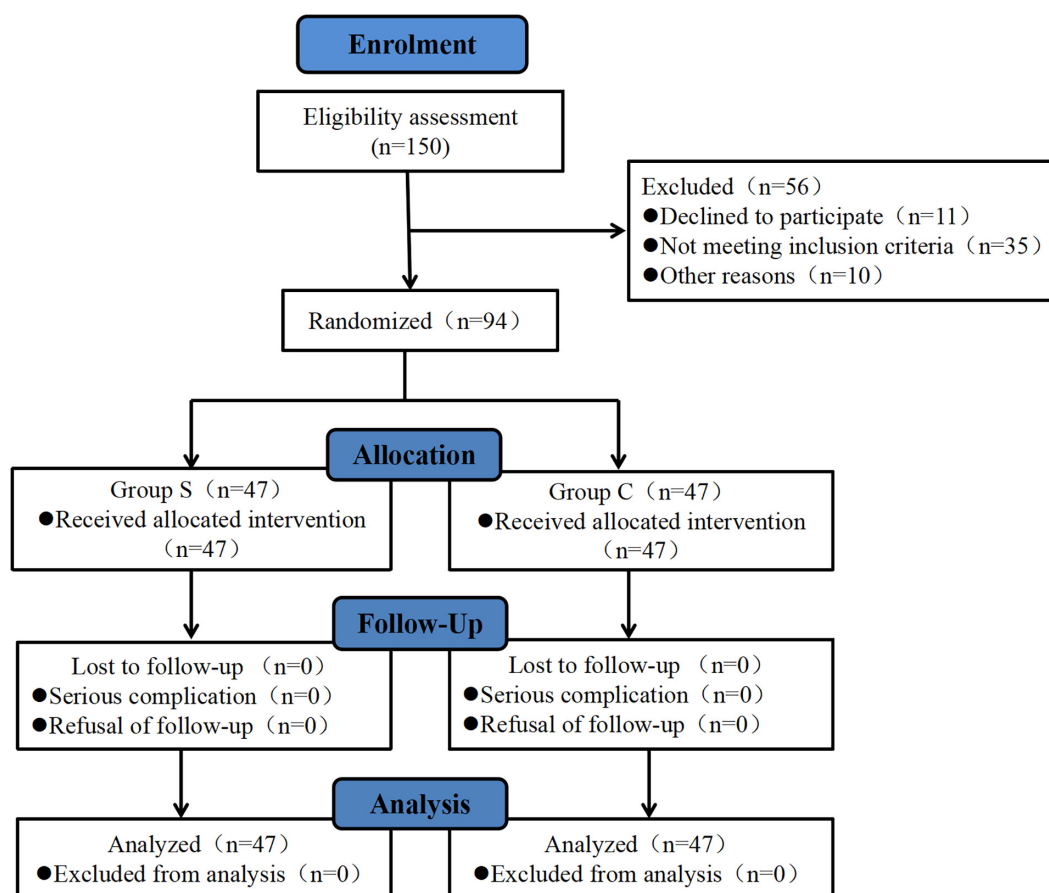 Enrolment
Eligibility assessment
(n=150)
Excluded（n=56）
●Declined to participate（n=11）
●Not meeting inclusion criteria（n=35）
●Other reasons（n=10）
Randomized（n=94）
Allocation
Group S（n=47）
●Received allocated intervention
（n=47）
Group C（n=47）
●Received allocated intervention
（n=47）
Follow-Up
Lost to follow-up （n=0）
●Serious complication（n=0）
●Refusal of follow-up（n=0）
Lost to follow-up （n=0）
●Serious complication（n=0）
●Refusal of follow-up（n=0）
Analysis
Analyzed（n=47）
●Excluded from analysis（n=0）
Analyzed（n=47）
●Excluded from analysis（n=0）